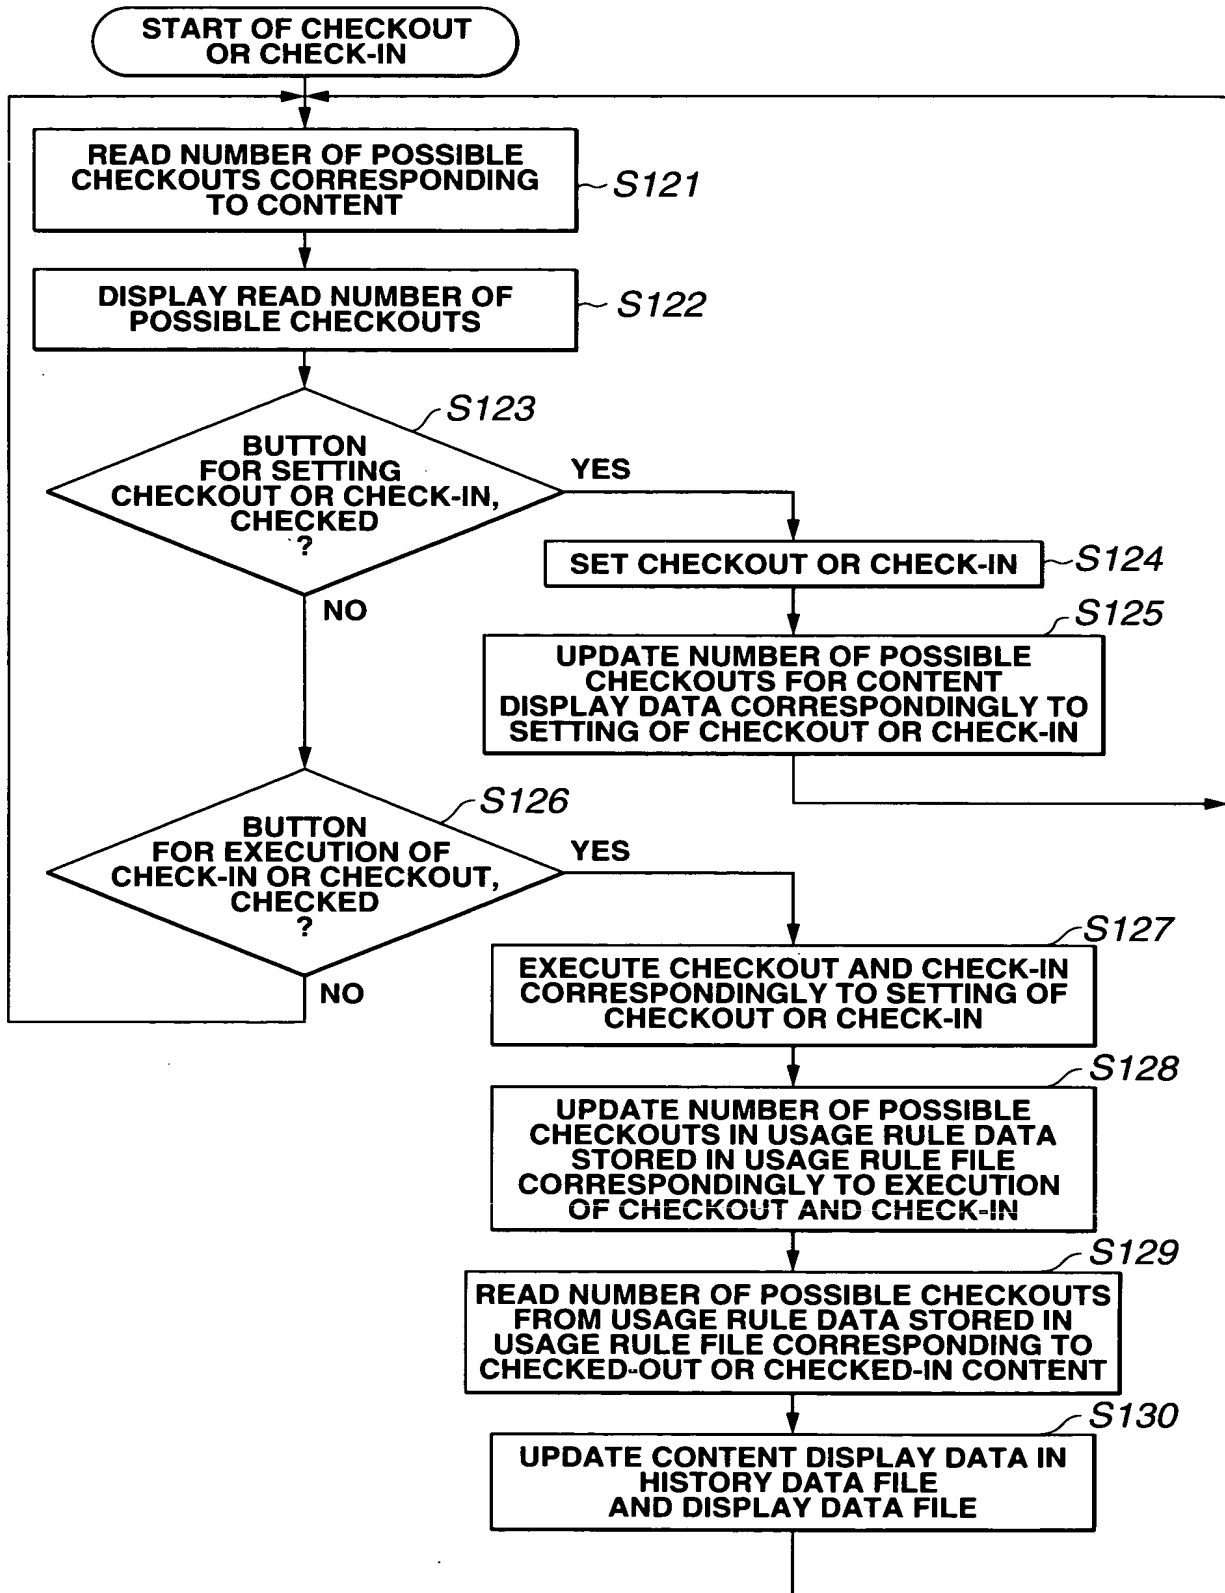 START OF CHECKOUT
OR CHECK-IN
READ NUMBER OF POSSIBLE
CHECKOUTS CORRESPONDING
TO CONTENT
S121
DISPLAY READ NUMBER OF
POSSIBLE CHECKOUTS
S122
S123
BUTTON
FOR SETTING
CHECKOUT OR CHECK-IN,
CHECKED
?
YES
NO
SET CHECKOUT OR CHECK-IN
S124
S125
UPDATE NUMBER OF POSSIBLE
CHECKOUTS FOR CONTENT
DISPLAY DATA CORRESPONDINGLY TO
SETTING OF CHECKOUT OR CHECK-IN
S126
BUTTON
FOR EXECUTION OF
CHECK-IN OR CHECKOUT,
CHECKED
?
YES
NO
S127
EXECUTE CHECKOUT AND CHECK-IN
CORRESPONDINGLY TO SETTING OF
CHECKOUT OR CHECK-IN
S128
UPDATE NUMBER OF POSSIBLE
CHECKOUTS IN USAGE RULE DATA
STORED IN USAGE RULE FILE
CORRESPONDINGLY TO EXECUTION
OF CHECKOUT AND CHECK-IN
S129
READ NUMBER OF POSSIBLE CHECKOUTS
FROM USAGE RULE DATA STORED IN
USAGE RULE FILE CORRESPONDING TO
CHECKED-OUT OR CHECKED-IN CONTENT
S130
UPDATE CONTENT DISPLAY DATA IN
HISTORY DATA FILE
AND DISPLAY DATA FILE